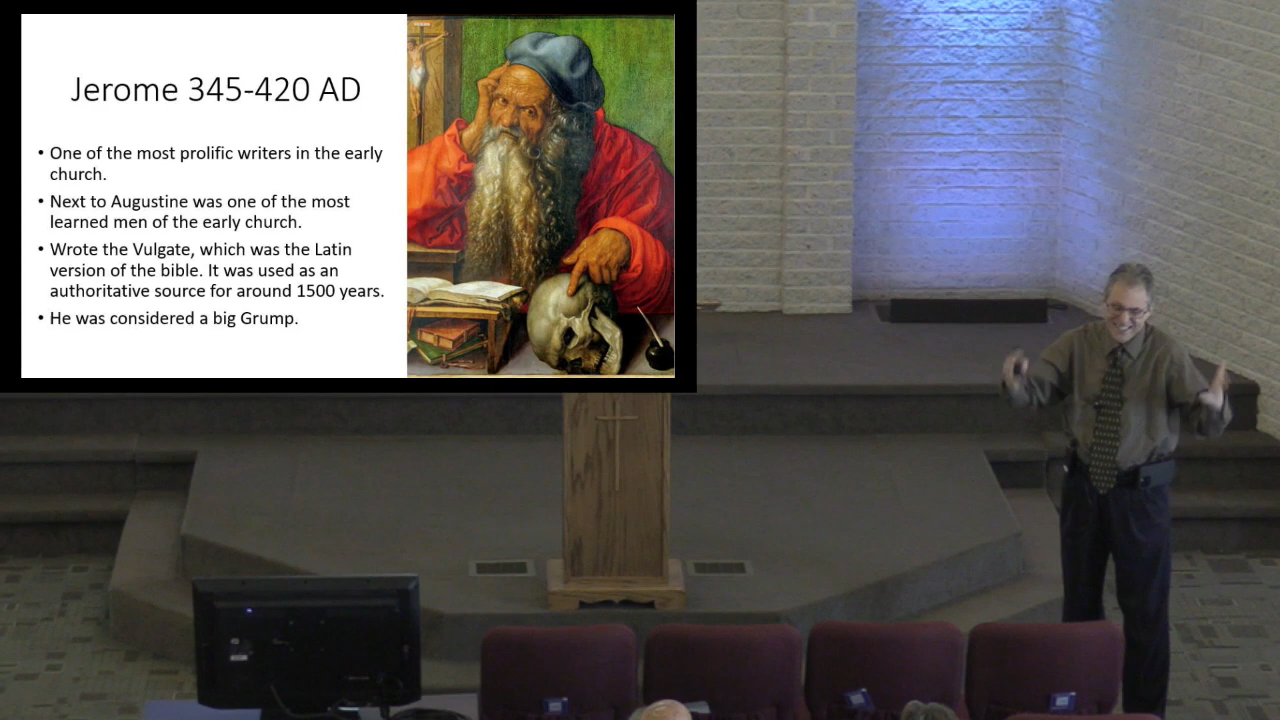 Jerome 345-420 AD
• One of the most prolific writers in the early
church.
• Next to Augustine was one of the most
learned men of the early church.
• Wrote the Vulgate, which was the Latin
version of the bible. It was used as an
authoritative source for around 1500 years.
• He was considered a big Grump.